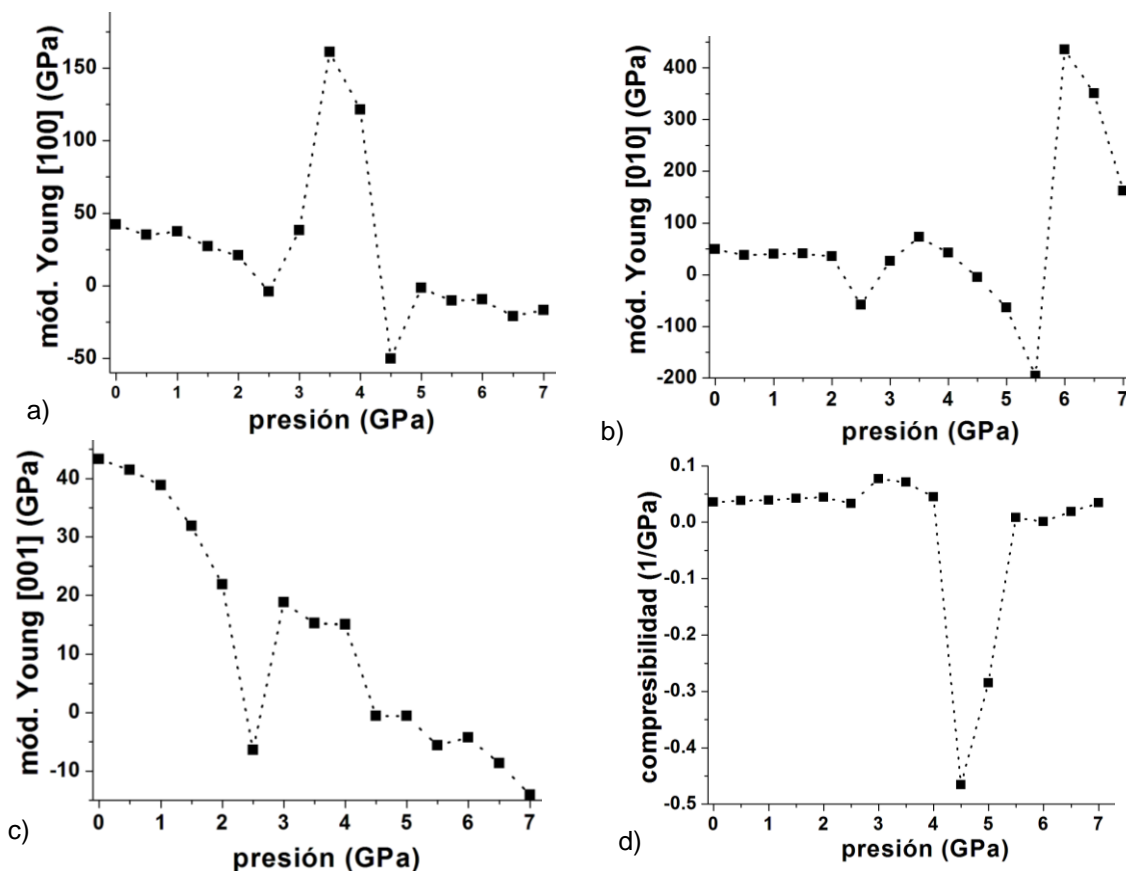 mód. Young [100] (GPa)
150
100
50
0
-50
0 1 2 3 4 5 6 7
presión (GPa)
a)
mód. Young [010] (GPa)
400
300
200
100
0
-100
-200
0 1 2 3 4 5 6 7
presión (GPa)
b)
mód. Young [001] (GPa)
40
30
20
10
0
-10
0 1 2 3 4 5 6 7
presión (GPa)
c)
compresibilidad (1/GPa)
0.1
0.0
-0.1
-0.2
-0.3
-0.4
-0.5
0 1 2 3 4 5 6 7
presión (GPa)
d)